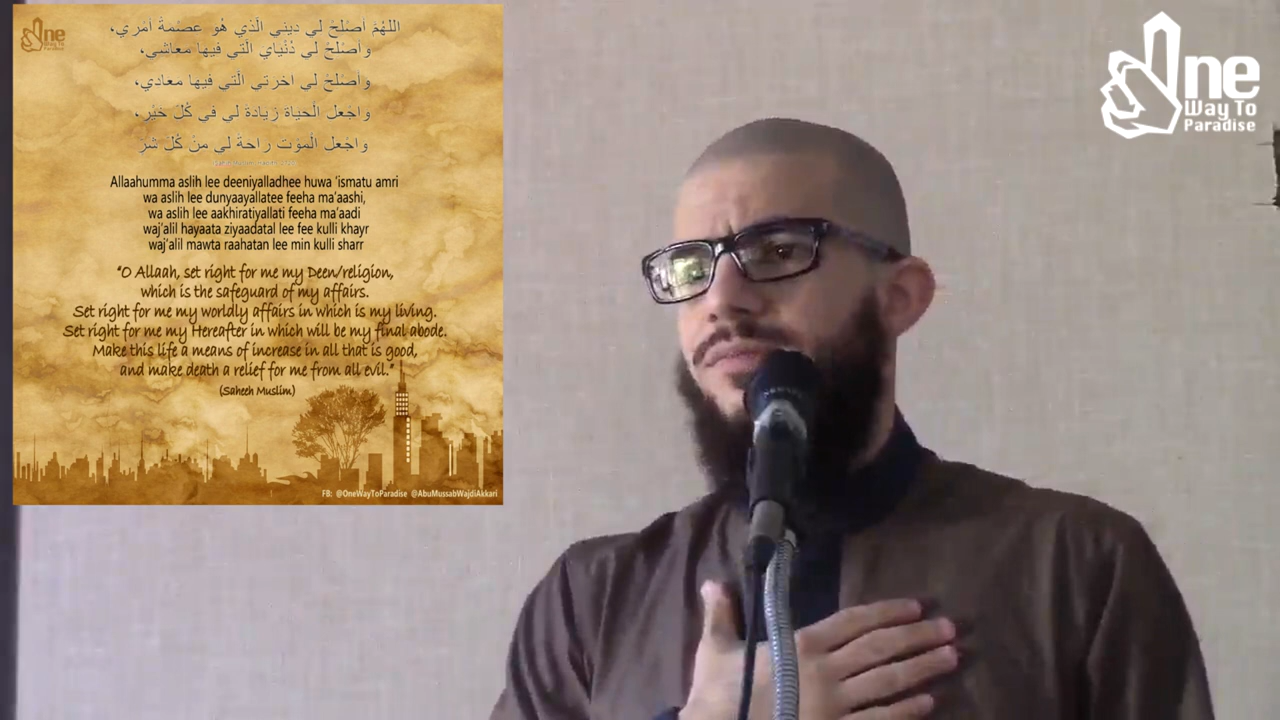 One
Way To
Paradise
اللَّهُمَّ أَصْلِحْ لِي دِينِي الَّذِي هُوَ عِصْمَةُ أَمْرِي،
وَأَصْلِحْ لِي دُنْيَايَ الَّتِي فِيهَا مَعَاشِي،
وَأَصْلِحْ لِي آخِرَتِي الَّتِي فِيهَا مَعَادِي،
وَاجْعَلِ الْحَيَاةَ زِيَادَةً لِي فِي كُلِّ خَيْرٍ،
وَاجْعَلِ الْمَوْتَ رَاحَةً لِي مِنْ كُلِّ شَرٍّ
Allaahumma aslih lee deeniyalladhee huwa 'ismatu amri
wa aslih lee dunyaayallatee feeha ma'aashi,
wa aslih lee aakhiratiyallati feeha ma'aadi
waj'alil hayaata ziyaadatal lee fee kulli khayr
waj'alil mawta raahatan lee min kulli sharr
"O Allaah, set right for me my Deen/religion,
which is the safeguard of my affairs.
Set right for me my worldly affairs in which is my living.
Set right for me my Hereafter in which will be my final abode.
Make this life a means of increase in all that is good,
and make death a relief for me from all evil."
(Saheeh Muslim)
FB: @OneWayToParadise @AbuMussabWajdiAkkari
One
Way To
Paradise